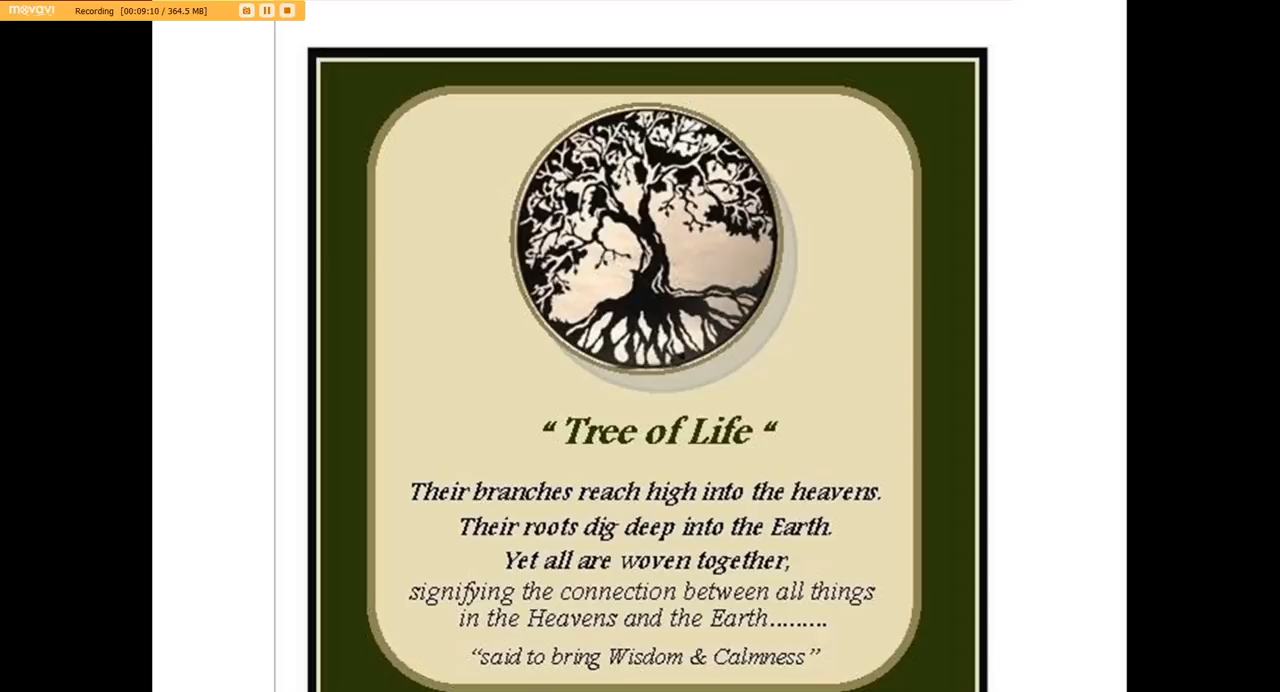 movavi Recording [00:09:10 / 364.5 MB]
“ Tree of Life “
Their branches reach high into the heavens.
Their roots dig deep into the Earth.
Yet all are woven together,
signifying the connection between all things
in the Heavens and the Earth.........
“said to bring Wisdom & Calmness”